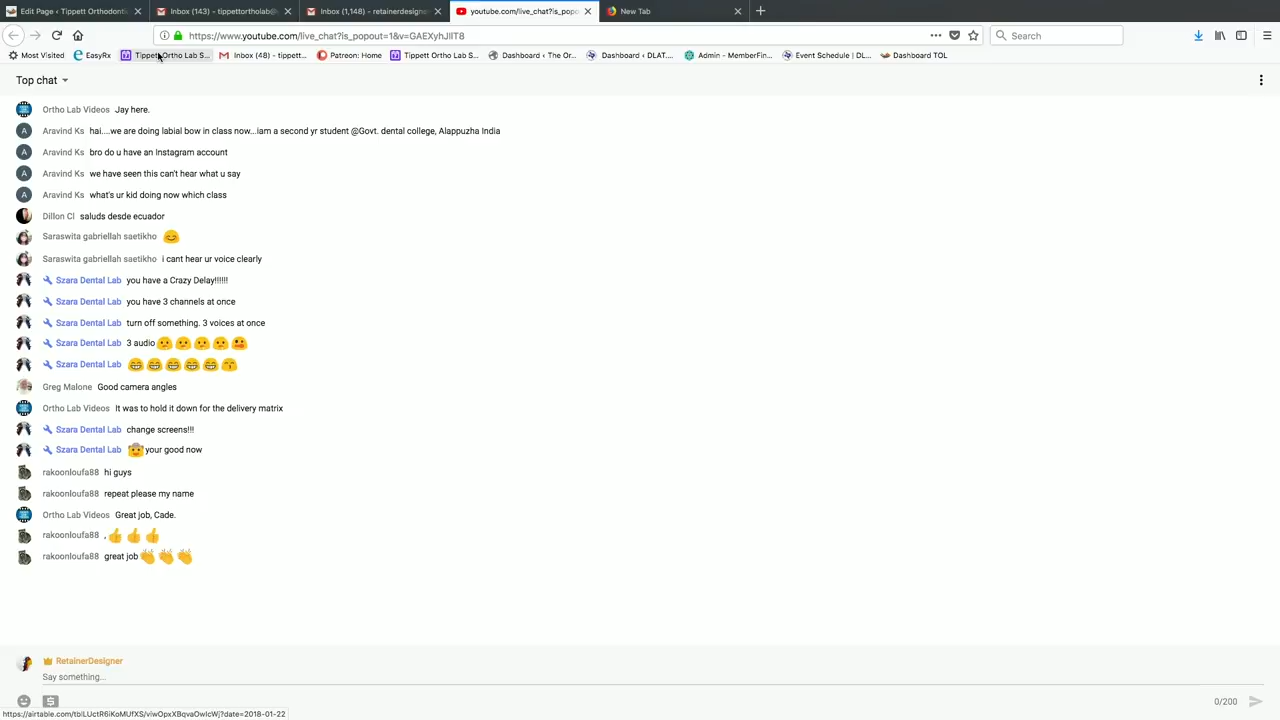 Edit Page ‹ Tippett Orthodonti
Inbox (143) - tippettortholab@
Inbox (1,148) - retainerdesigner
youtube.com/live_chat?is_popo
New Tab
https://www.youtube.com/live_chat?is_popout=1&v=GAEXyhJIlT8
Search
Most Visited
EasyRx
Tippett Ortho Lab S...
Inbox (48) - tippett...
Patreon: Home
Tippett Ortho Lab S...
Dashboard ‹ The Or...
Dashboard ‹ DLAT....
Admin - MemberFin...
Event Schedule | DL...
Dashboard TOL
Top chat
Ortho Lab Videos Jay here.
Aravind Ks hai....we are doing labial bow in class now...iam a second yr student @Govt. dental college, Alappuzha India
Aravind Ks bro do u have an Instagram account
Aravind Ks we have seen this can't hear what u say
Aravind Ks what's ur kid doing now which class
Dillon Cl saluds desde ecuador
Saraswita gabriellah saetikho 😊
Saraswita gabriellah saetikho i cant hear ur voice clearly
Szara Dental Lab you have a Crazy Delay!!!!!!
Szara Dental Lab you have 3 channels at once
Szara Dental Lab turn off something. 3 voices at once
Szara Dental Lab 3 audio
Szara Dental Lab
Greg Malone Good camera angles
Ortho Lab Videos It was to hold it down for the delivery matrix
Szara Dental Lab change screens!!!
Szara Dental Lab 🤠your good now
rakoonloufa88 hi guys
rakoonloufa88 repeat please my name
Ortho Lab Videos Great job, Cade.
rakoonloufa88 , 👍👍👍
rakoonloufa88 great job👏👏👏
RetainerDesigner
Say something...
0/200
https://airtable.com/tblLUctR6iKoMUfXS/viwOpxXBqvaOwIcWj?date=2018-01-22